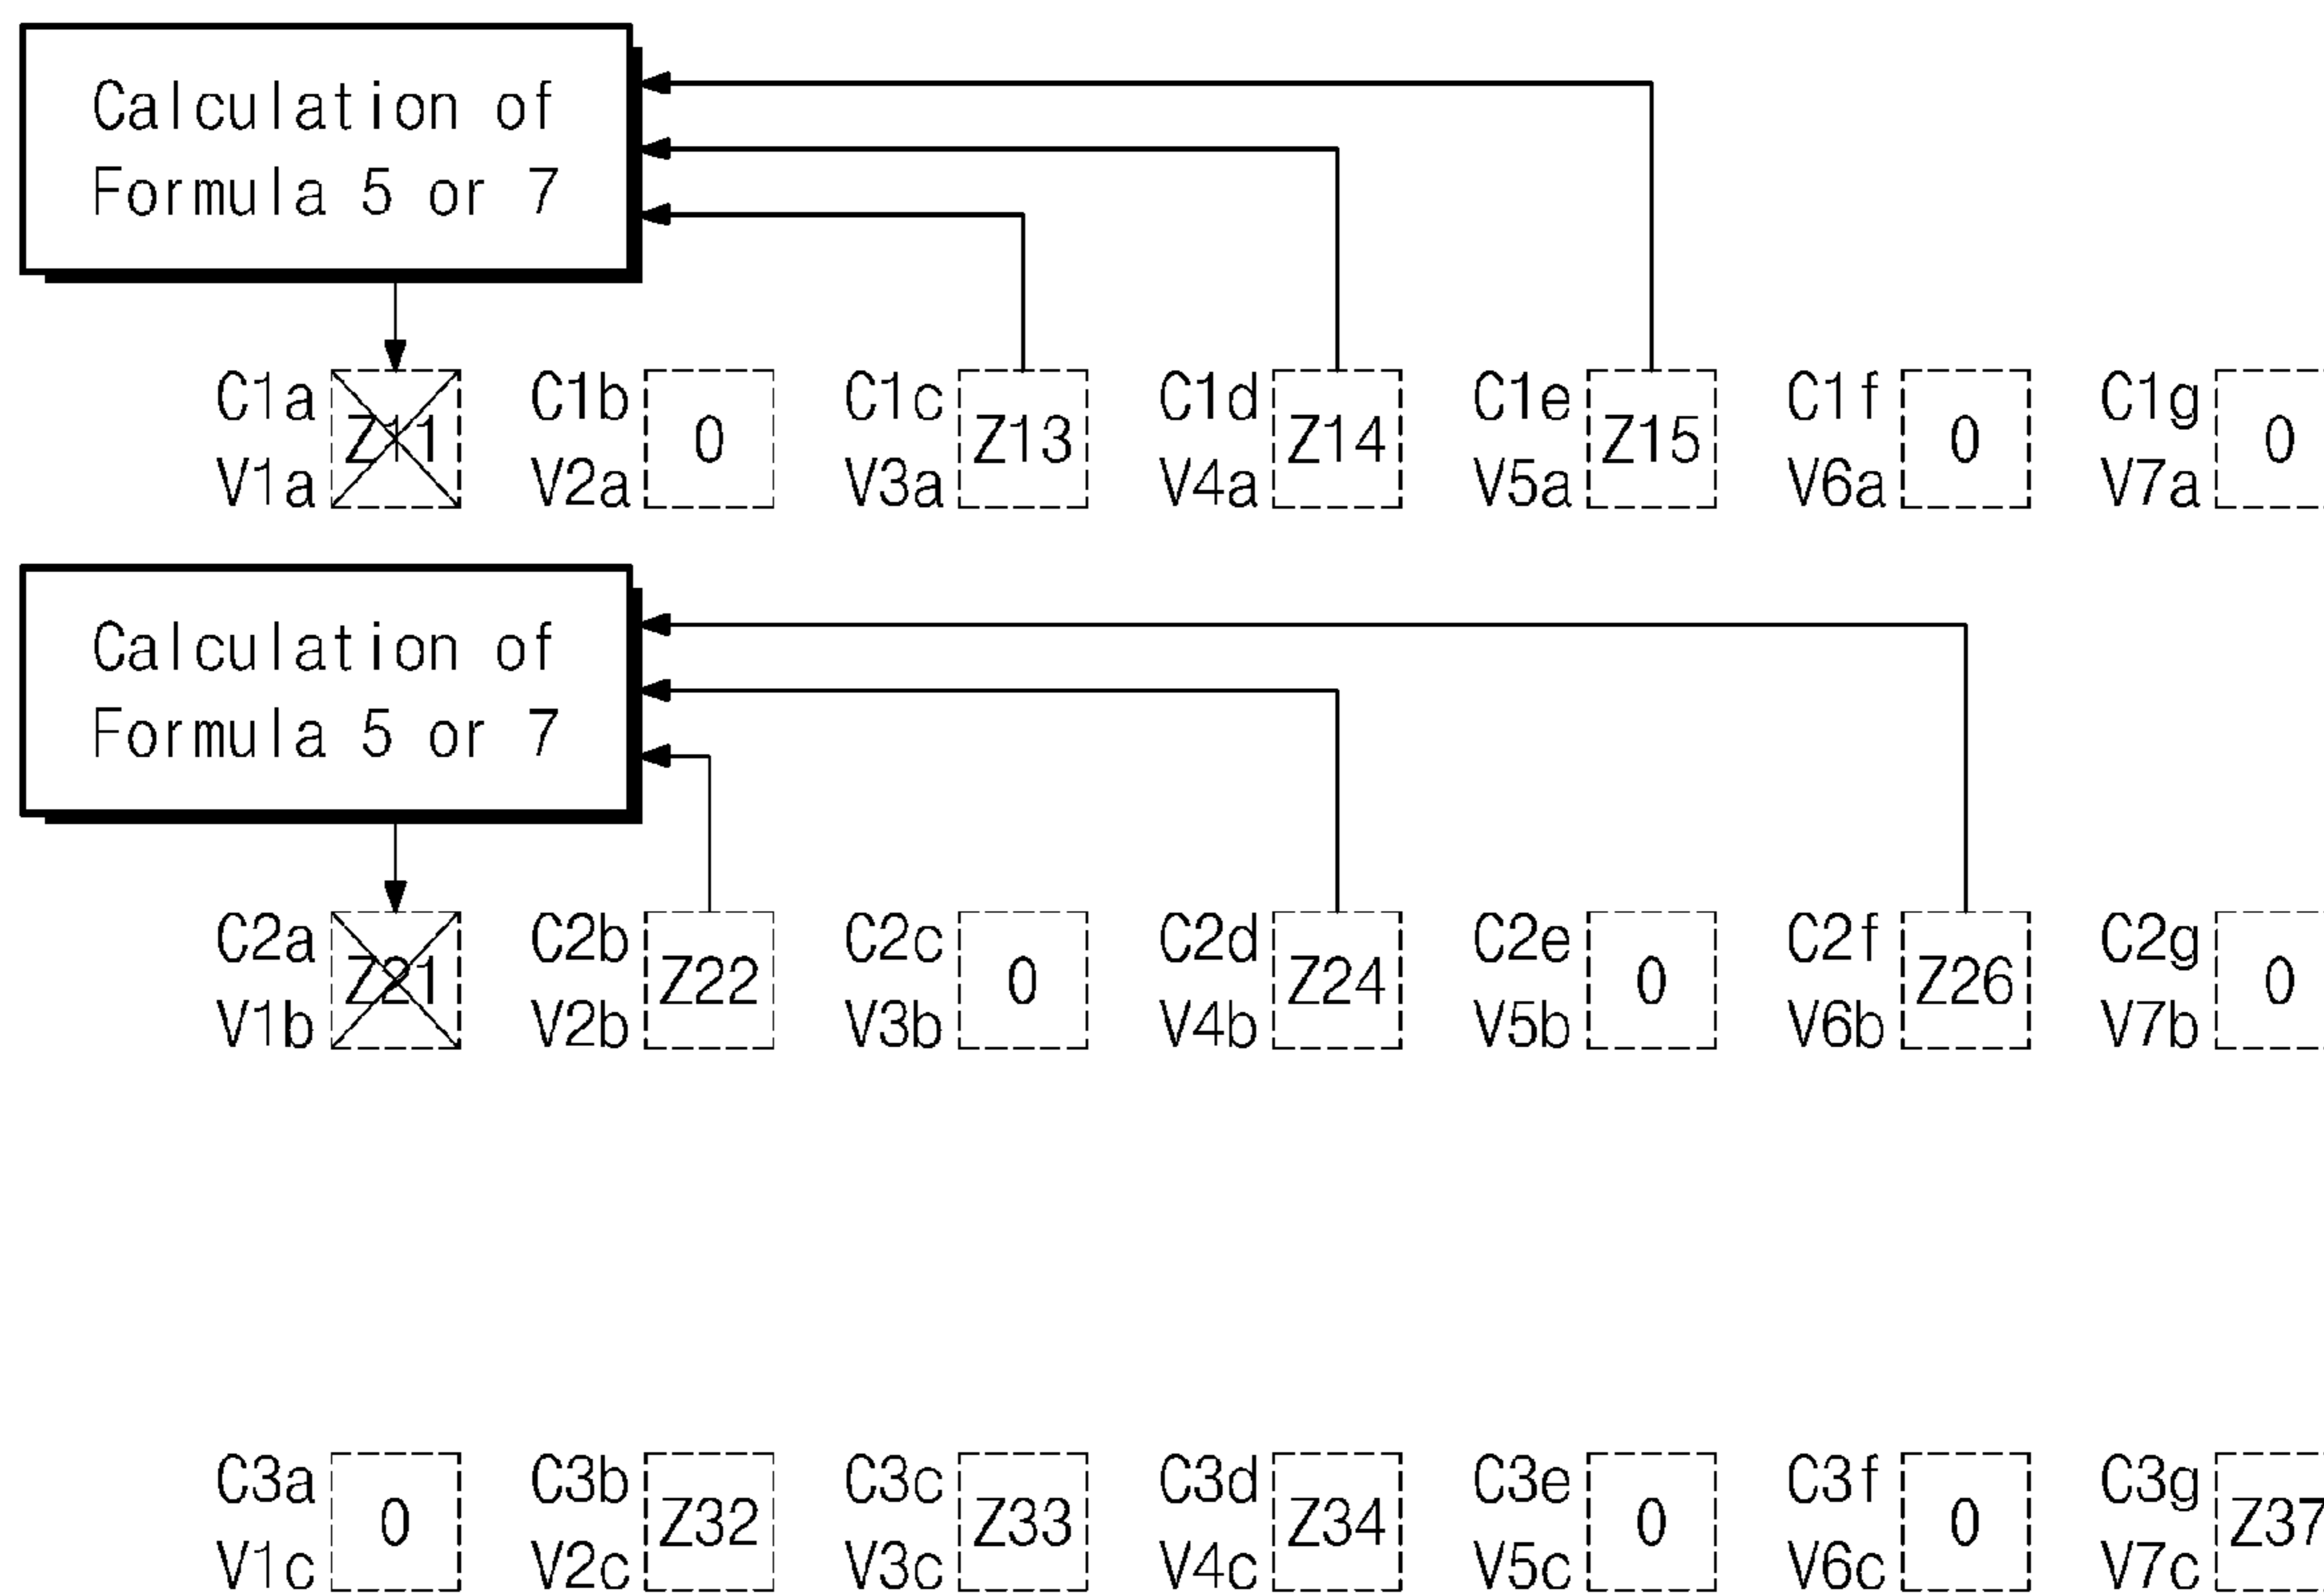 Calculation of
Formula 5 or 7
C1a Z11 C1b 0 C1c Z13 C1d Z14 C1e Z15 C1f 0 C1g 0
V1a V2a V3a V4a V5a V6a V7a
Calculation of
Formula 5 or 7
C2a Z21 C2b Z22 C2c 0 C2d Z24 C2e 0 C2f Z26 C2g 0
V1b V2b V3b V4b V5b V6b V7b
C3a 0 C3b Z32 C3c Z33 C3d Z34 C3e 0 C3f 0 C3g Z37
V1c V2c V3c V4c V5c V6c V7c